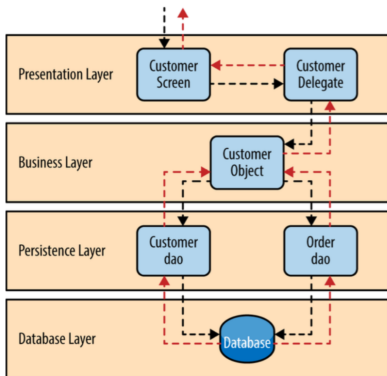 Presentation Layer
Customer
Screen
Customer
Delegate
Business Layer
Customer
Object
Persistence Layer
Customer
dao
Order
dao
Database Layer
Database